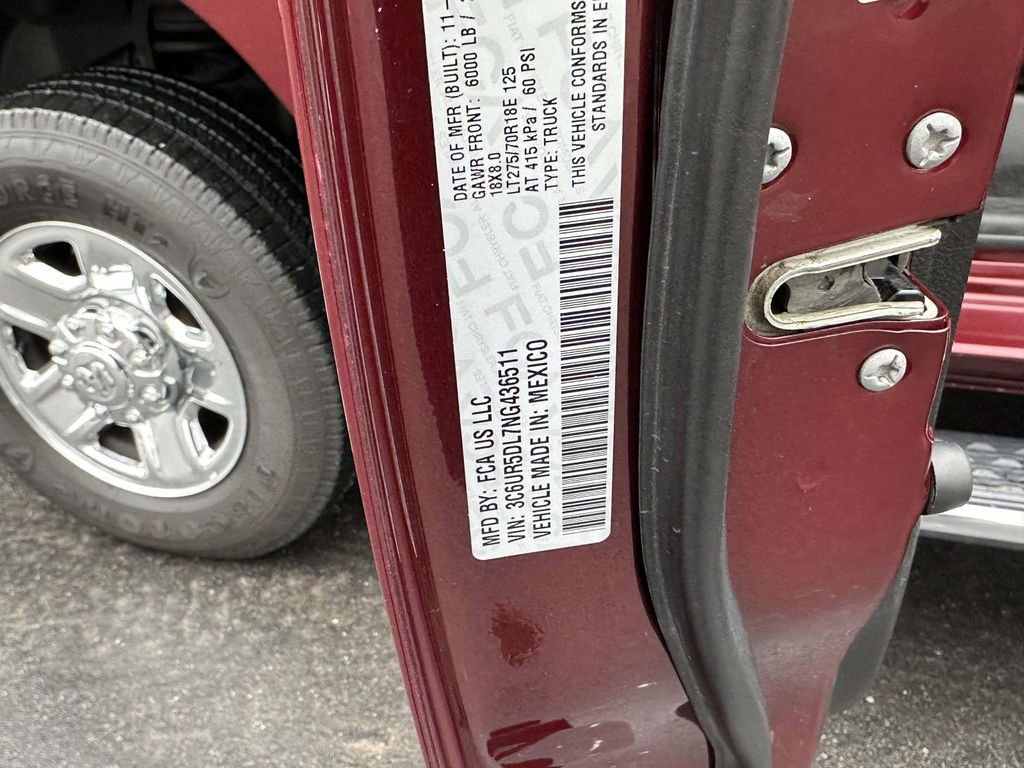 MFD BY: FCA US LLC
DATE OF MFR (BUILT): 11-
GAWR FRONT: 6000 LB /
18X8.0
LT275/70R18E 125
AT 415 kPa / 60 PSI
TYPE: TRUCK
VIN: 3C6UR5DL7NG436511
VEHICLE MADE IN: MEXICO
THIS VEHICLE CONFORMS
STANDARDS IN